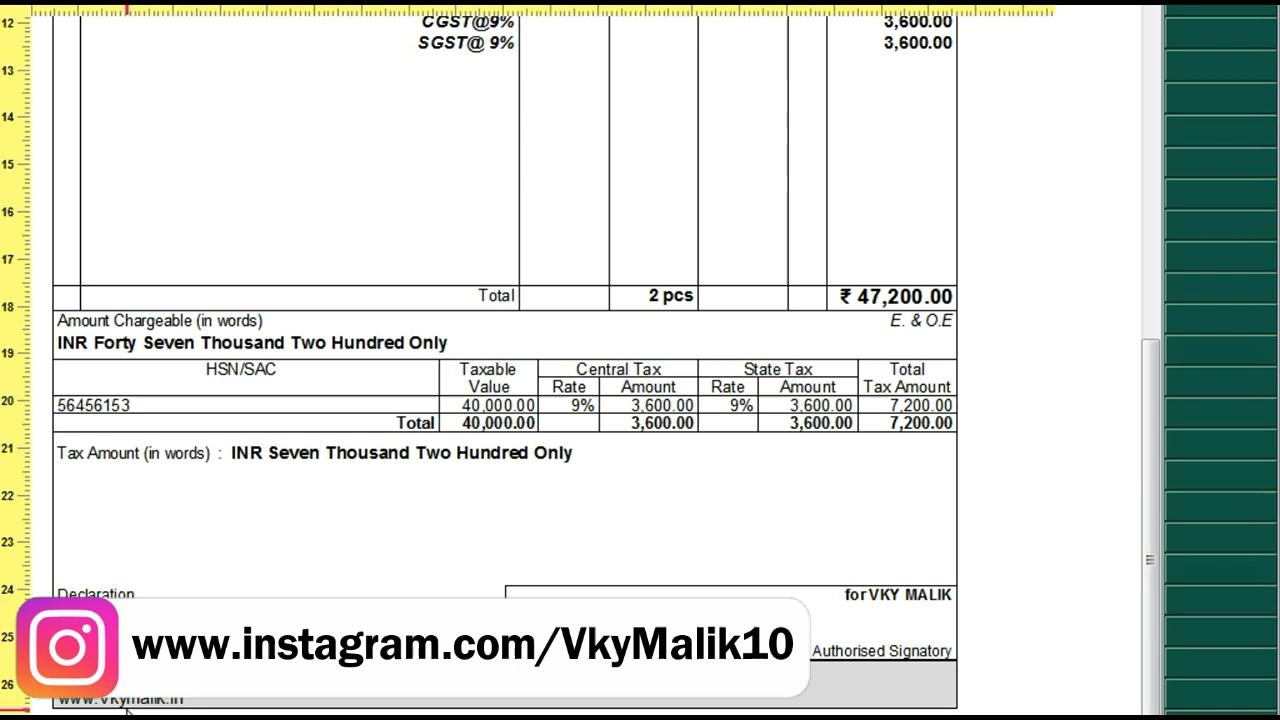 12
CGST@9% 3,600.00
SGST@ 9% 3,600.00
13
14
15
16
17
Total 2 pcs ₹ 47,200.00
18
Amount Chargeable (in words) E. & O.E
INR Forty Seven Thousand Two Hundred Only
19
HSN/SAC Taxable Value Central Tax State Tax Total Tax Amount
Rate Amount Rate Amount
20
56456153 40,000.00 9% 3,600.00 9% 3,600.00 7,200.00
Total 40,000.00 3,600.00 3,600.00 7,200.00
21
Tax Amount (in words) : INR Seven Thousand Two Hundred Only
22
23
24
Declaration for VKY MALIK
25
www.instagram.com/VkyMalik10
Authorised Signatory
26
www.Vkymalik.in